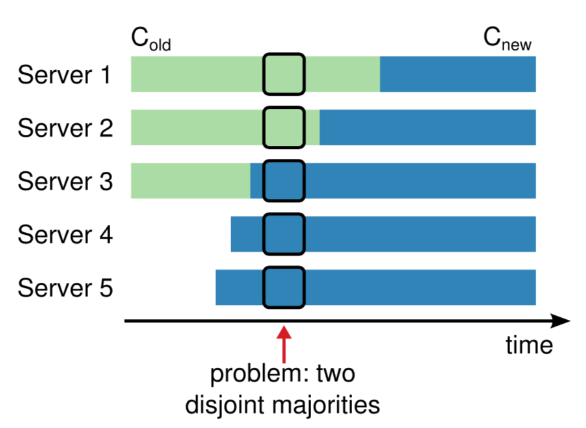 Cold Cnew
Server 1
Server 2
Server 3
Server 4
Server 5
time
problem: two
disjoint majorities